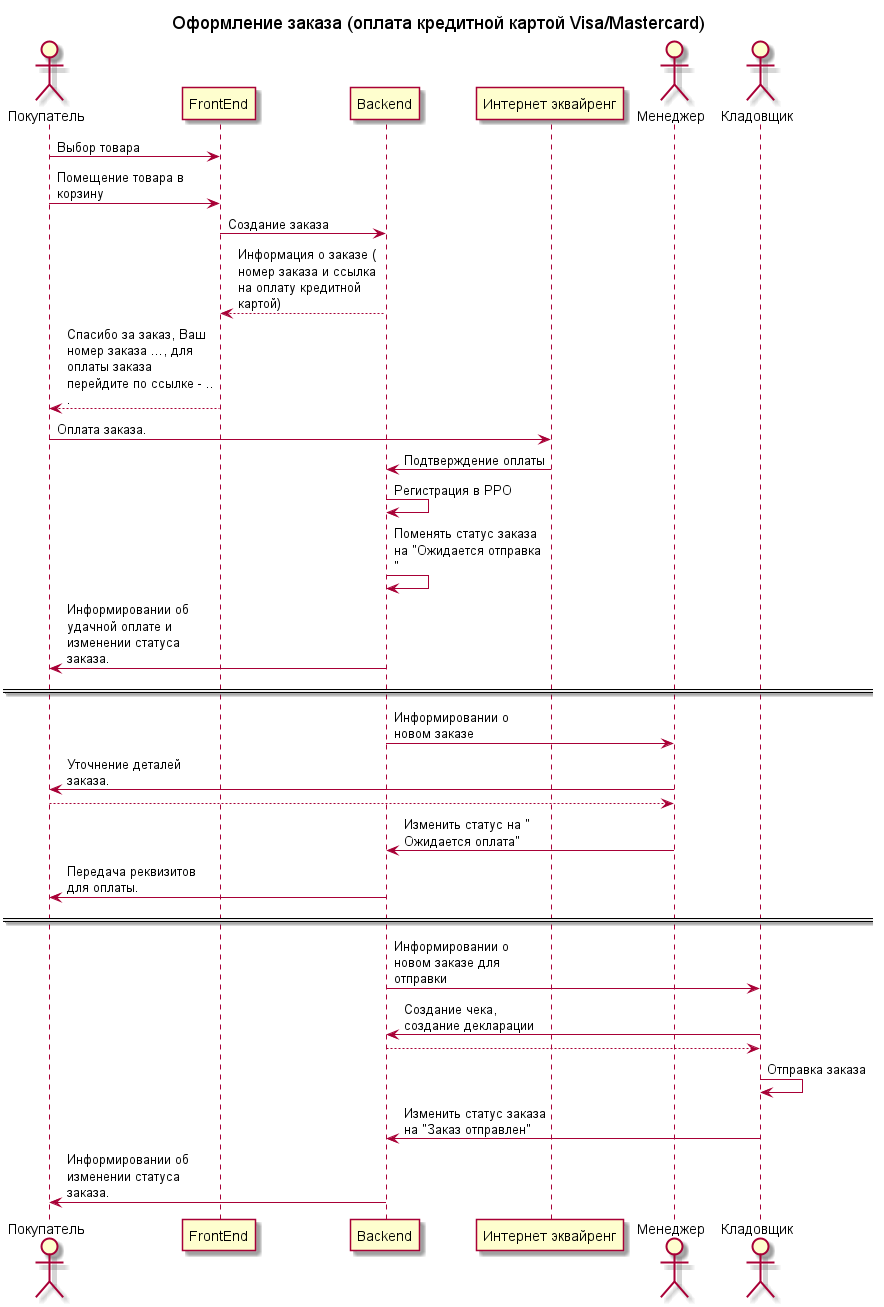 Оформление заказа (оплата кредитной картой Visa/Mastercard)
Покупатель
FrontEnd
Backend
Интернет эквайренг
Менеджер
Кладовщик
Выбор товара
Помещение товара в
корзину
Создание заказа
Информация о заказе (
номер заказа и ссылка
на оплату кредитной
картой)
Спасибо за заказ, Ваш
номер заказа ..., для
оплаты заказа
перейдите по ссылке - ..
.
Оплата заказа.
Подтверждение оплаты
Регистрация в РРО
Поменять статус заказа
на "Ожидается отправка
"
Информировании об
удачной оплате и
изменении статуса
заказа.
Информировании о
новом заказе
Уточнение деталей
заказа.
Изменить статус на "
Ожидается оплата"
Передача реквизитов
для оплаты.
Информировании о
новом заказе для
отправки
Создание чека,
создание декларации
Отправка заказа
Изменить статус заказа
на "Заказ отправлен"
Информировании об
изменении статуса
заказа.
Покупатель
FrontEnd
Backend
Интернет эквайренг
Менеджер
Кладовщик